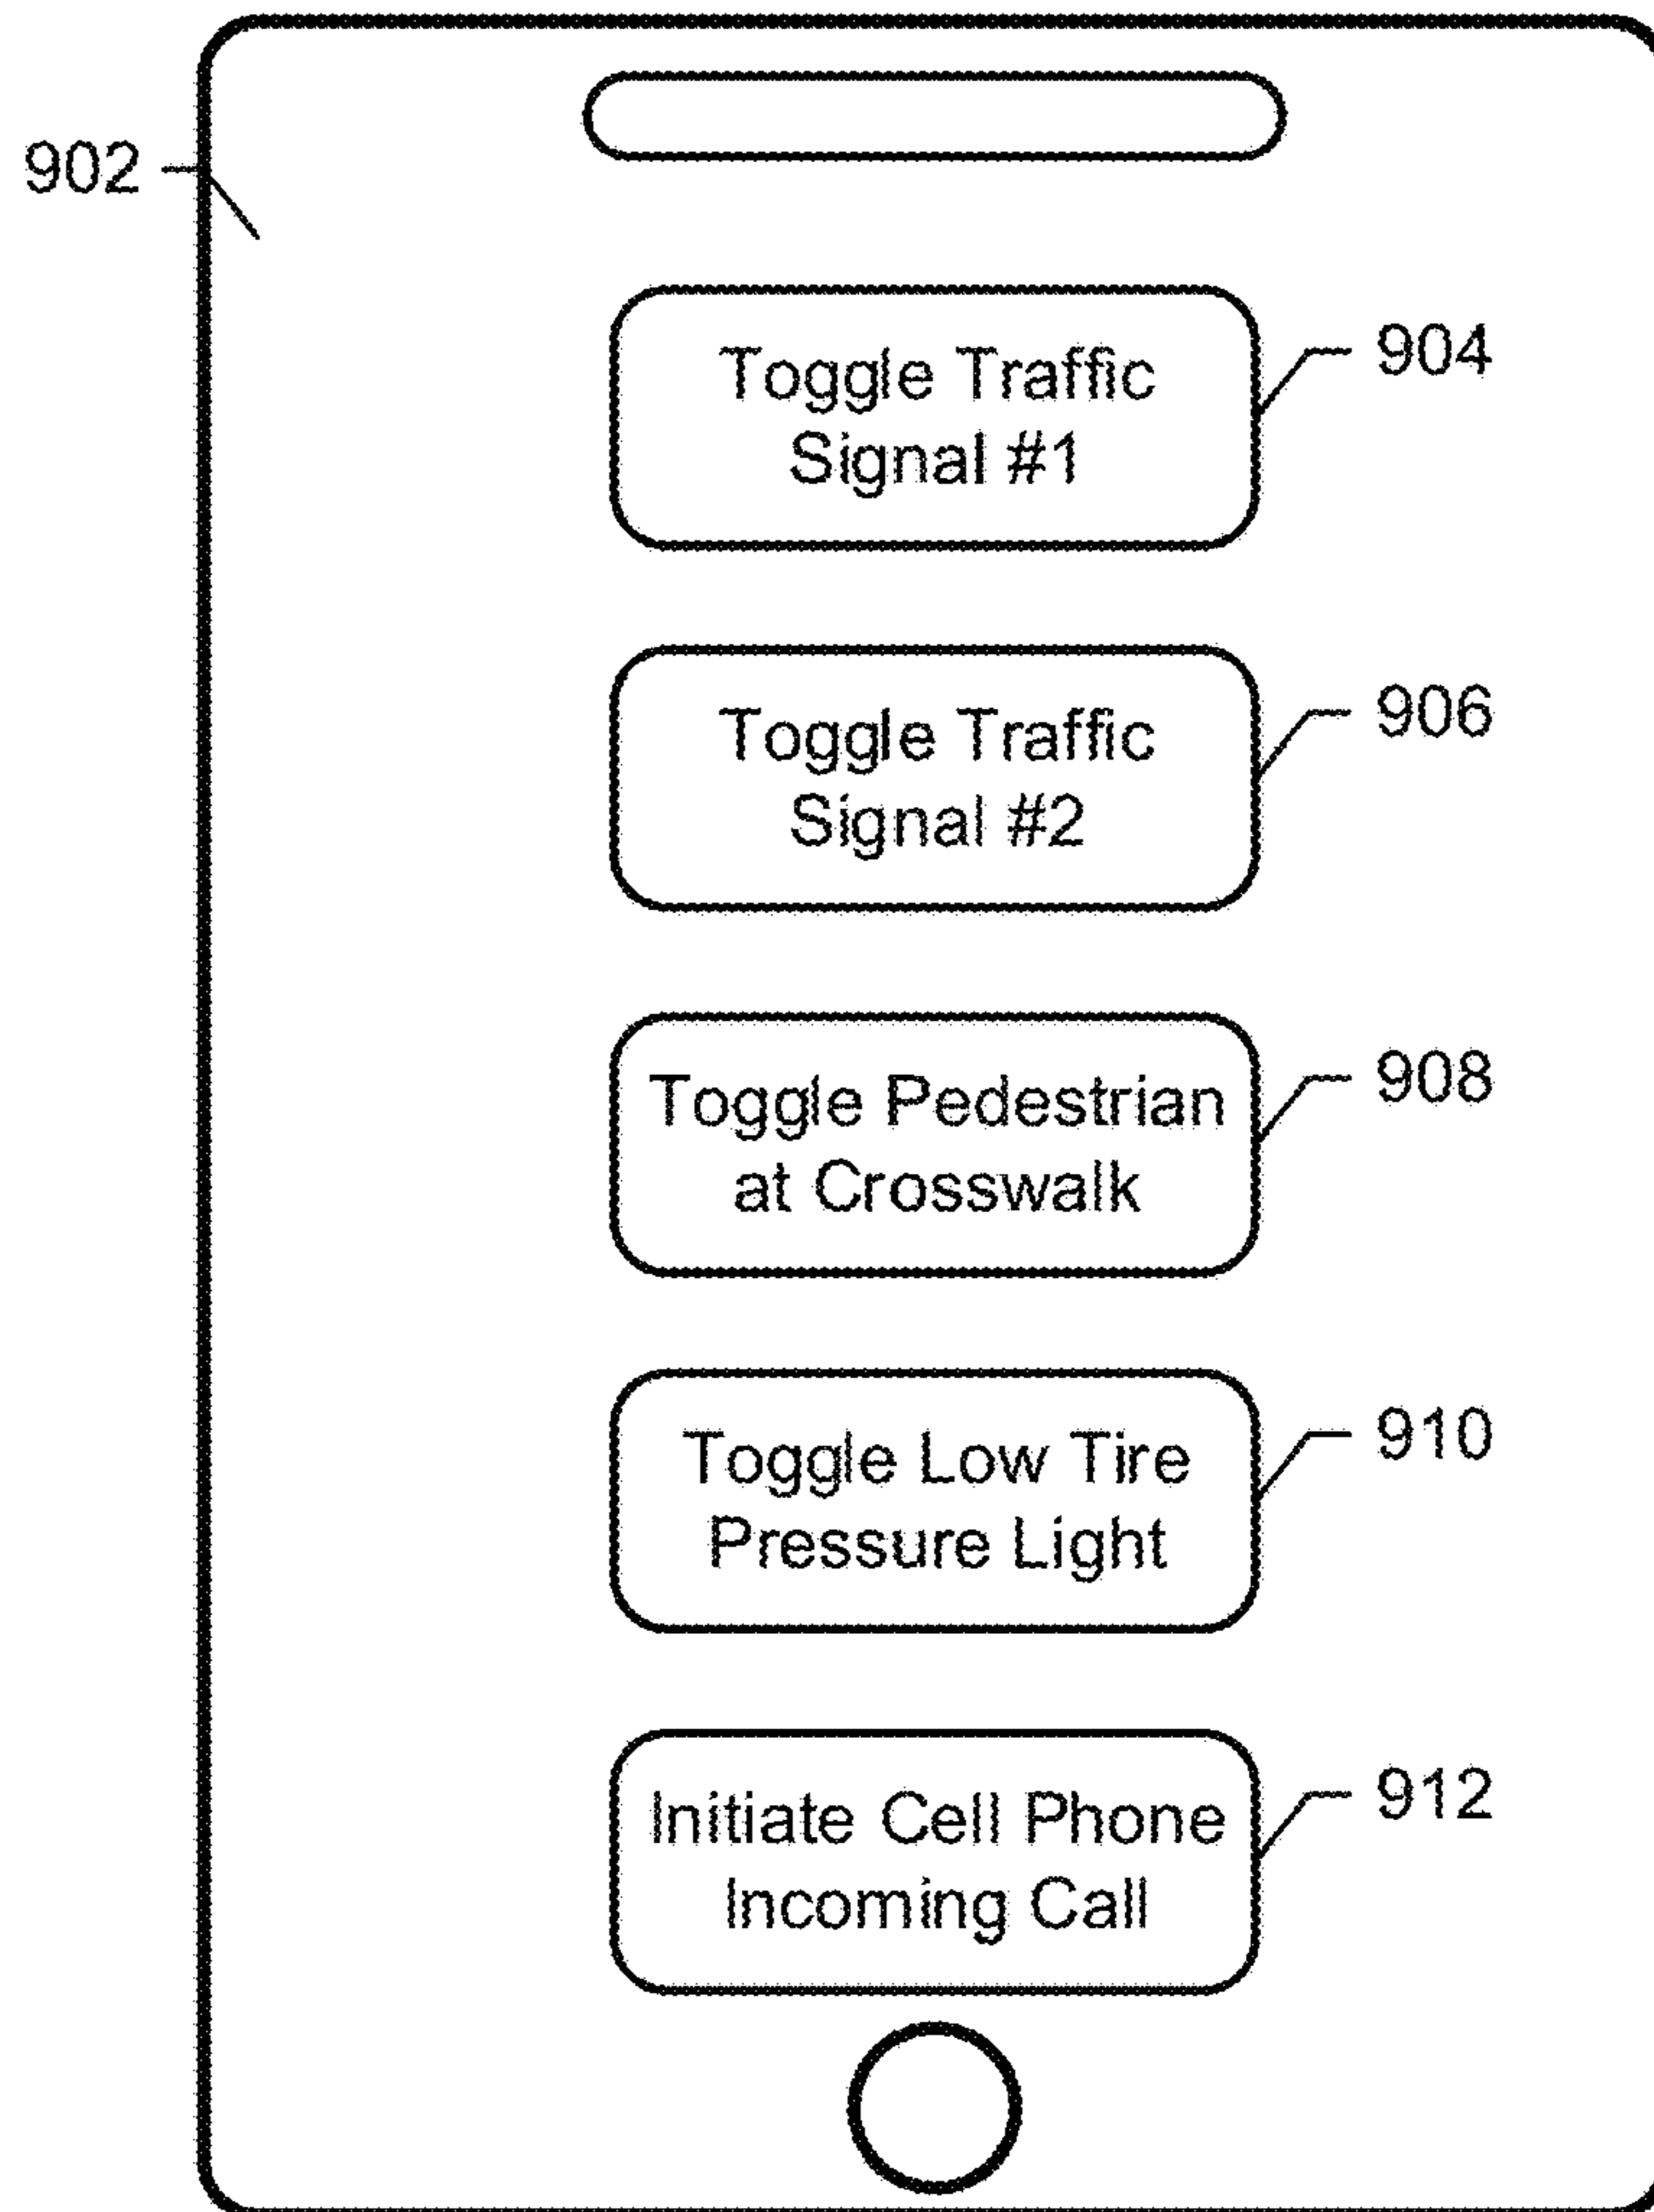 902
Toggle Traffic
Signal #1
904
Toggle Traffic
Signal #2
906
Toggle Pedestrian
at Crosswalk
908
Toggle Low Tire
Pressure Light
910
Initiate Cell Phone
Incoming Call
912